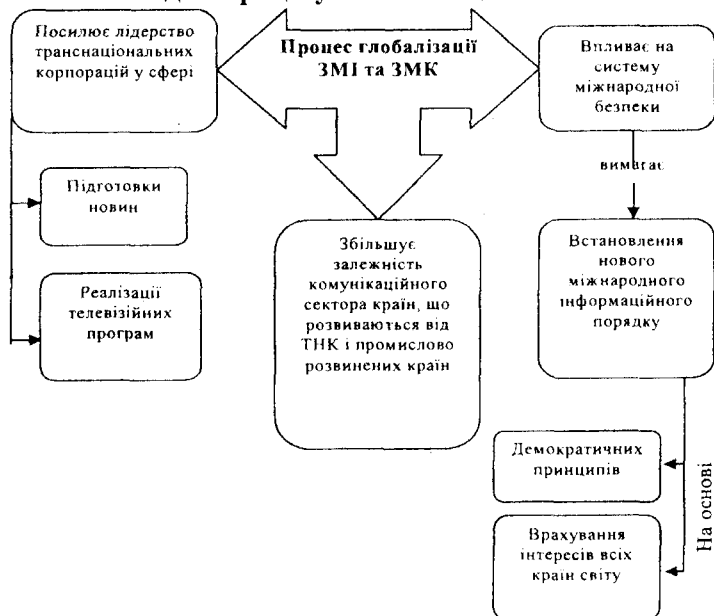 Процес глобалізації
ЗМІ та ЗМК
Посилює лідерство
транснаціональних
корпорацій у сфері
Підготовки
новин
Реалізації
телевізійних
програм
Збільшує
залежність
комунікаційного
сектора країн, що
розвиваються від
ТНК і промислово
розвинених країн
Впливає на
систему
міжнародної
безпеки
вимагає
Встановлення
нового
міжнародного
інформаційного
порядку
На основі
Демократичних
принципів
Врахування
інтересів всіх
країн світу